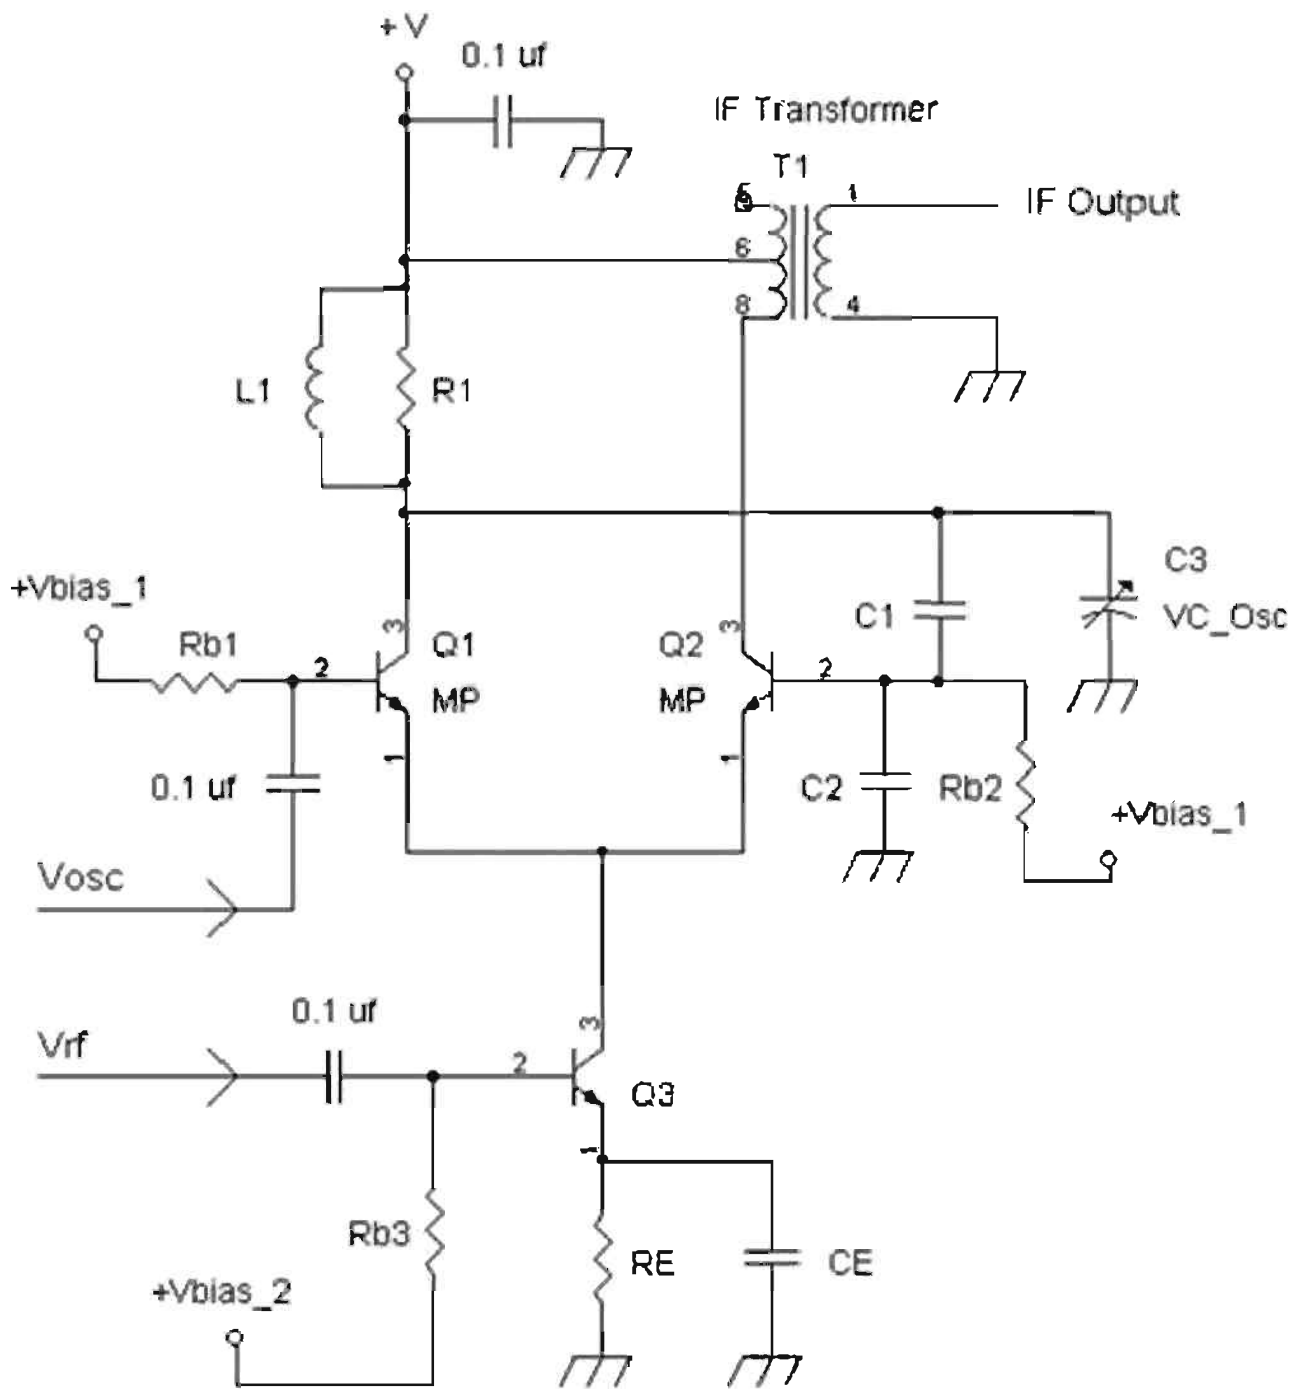 +V
0.1 uf
IF Transformer
T1
5
1
IF Output
6
8
4
L1
R1
C3
VC_Osc
+Vbias_1
Rb1
2
3
Q1
MP
1
3
Q2
MP
1
2
C1
C2
Rb2
+Vbias_1
0.1 uf
Vosc
0.1 uf
Vrf
2
3
Q3
1
Rb3
RE
CE
+Vbias_2